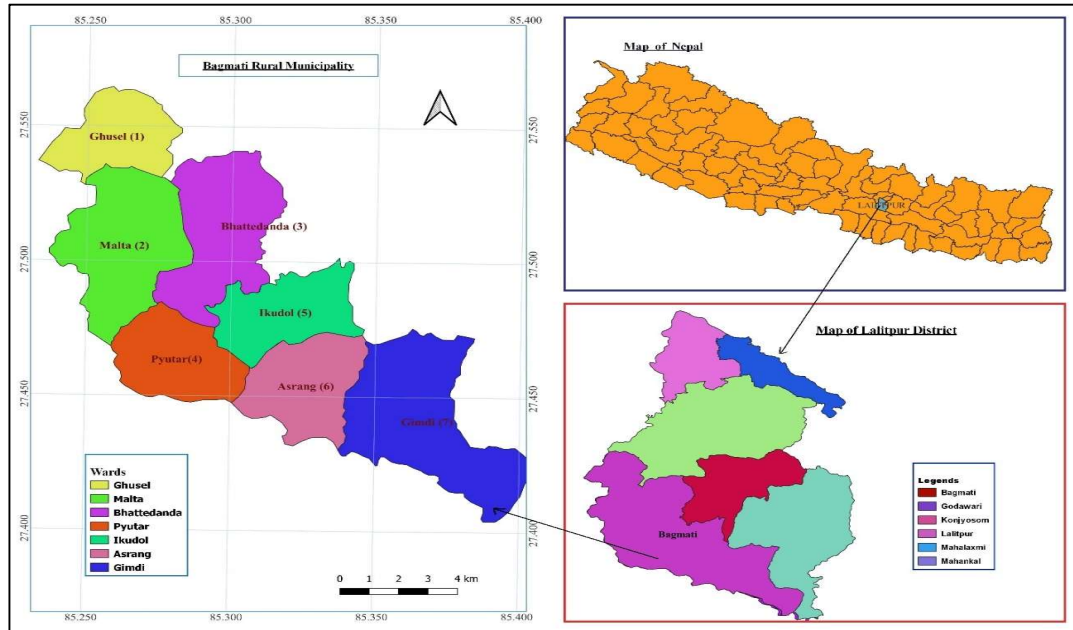 85.250 85.300 85.350 85.400
Bagmati Rural Municipality
27.550
27.500
27.450
27.400
Ghusel (1)
Malta (2)
Bhattedanda (3)
Ikudol (5)
Pyutar(4)
Asrang (6)
Gimdi (7)
27.550
27.500
27.450
27.400
Wards
Ghusel
Malta
Bhattedanda
Pyutar
Ikudol
Asrang
Gimdi
0 1 2 3 4 km
85.250 85.300 85.350 85.400
Map of Nepal
LALITPUR
Map of Lalitpur District
Bagmati
Legends
Bagmati
Godawari
Konjyosom
Lalitpur
Mahalaxmi
Mahankal